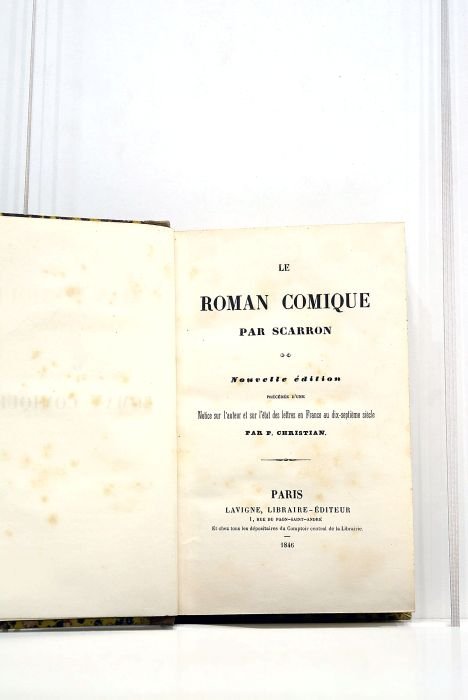 LE
ROMAN COMIQUE
PAR SCARRON
Nouvelle édition
PRÉCÉDÉE D'UNE
Notice sur l'auteur et sur l'état des lettres en France au dix-septième siècle
PAR P. CHRISTIAN.
PARIS
LAVIGNE, LIBRAIRE-ÉDITEUR
1, RUE DU PAON-SAINT-ANDRÉ
Et chez tous les dépositaires du Comptoir central de la Librairie.
1846